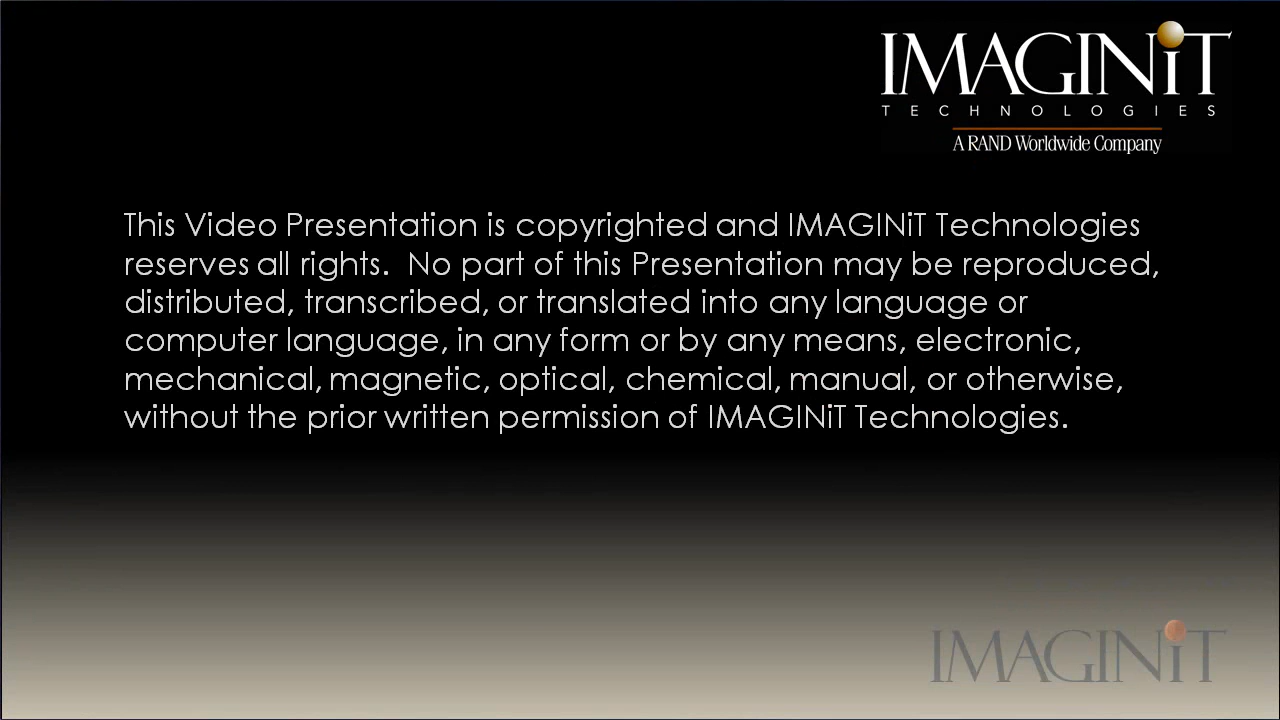 IMAGINiT
TECHNOLOGIES
A RAND Worldwide Company
This Video Presentation is copyrighted and IMAGINiT Technologies
reserves all rights.  No part of this Presentation may be reproduced,
distributed, transcribed, or translated into any language or
computer language, in any form or by any means, electronic,
mechanical, magnetic, optical, chemical, manual, or otherwise,
without the prior written permission of IMAGINiT Technologies.
IMAGINiT